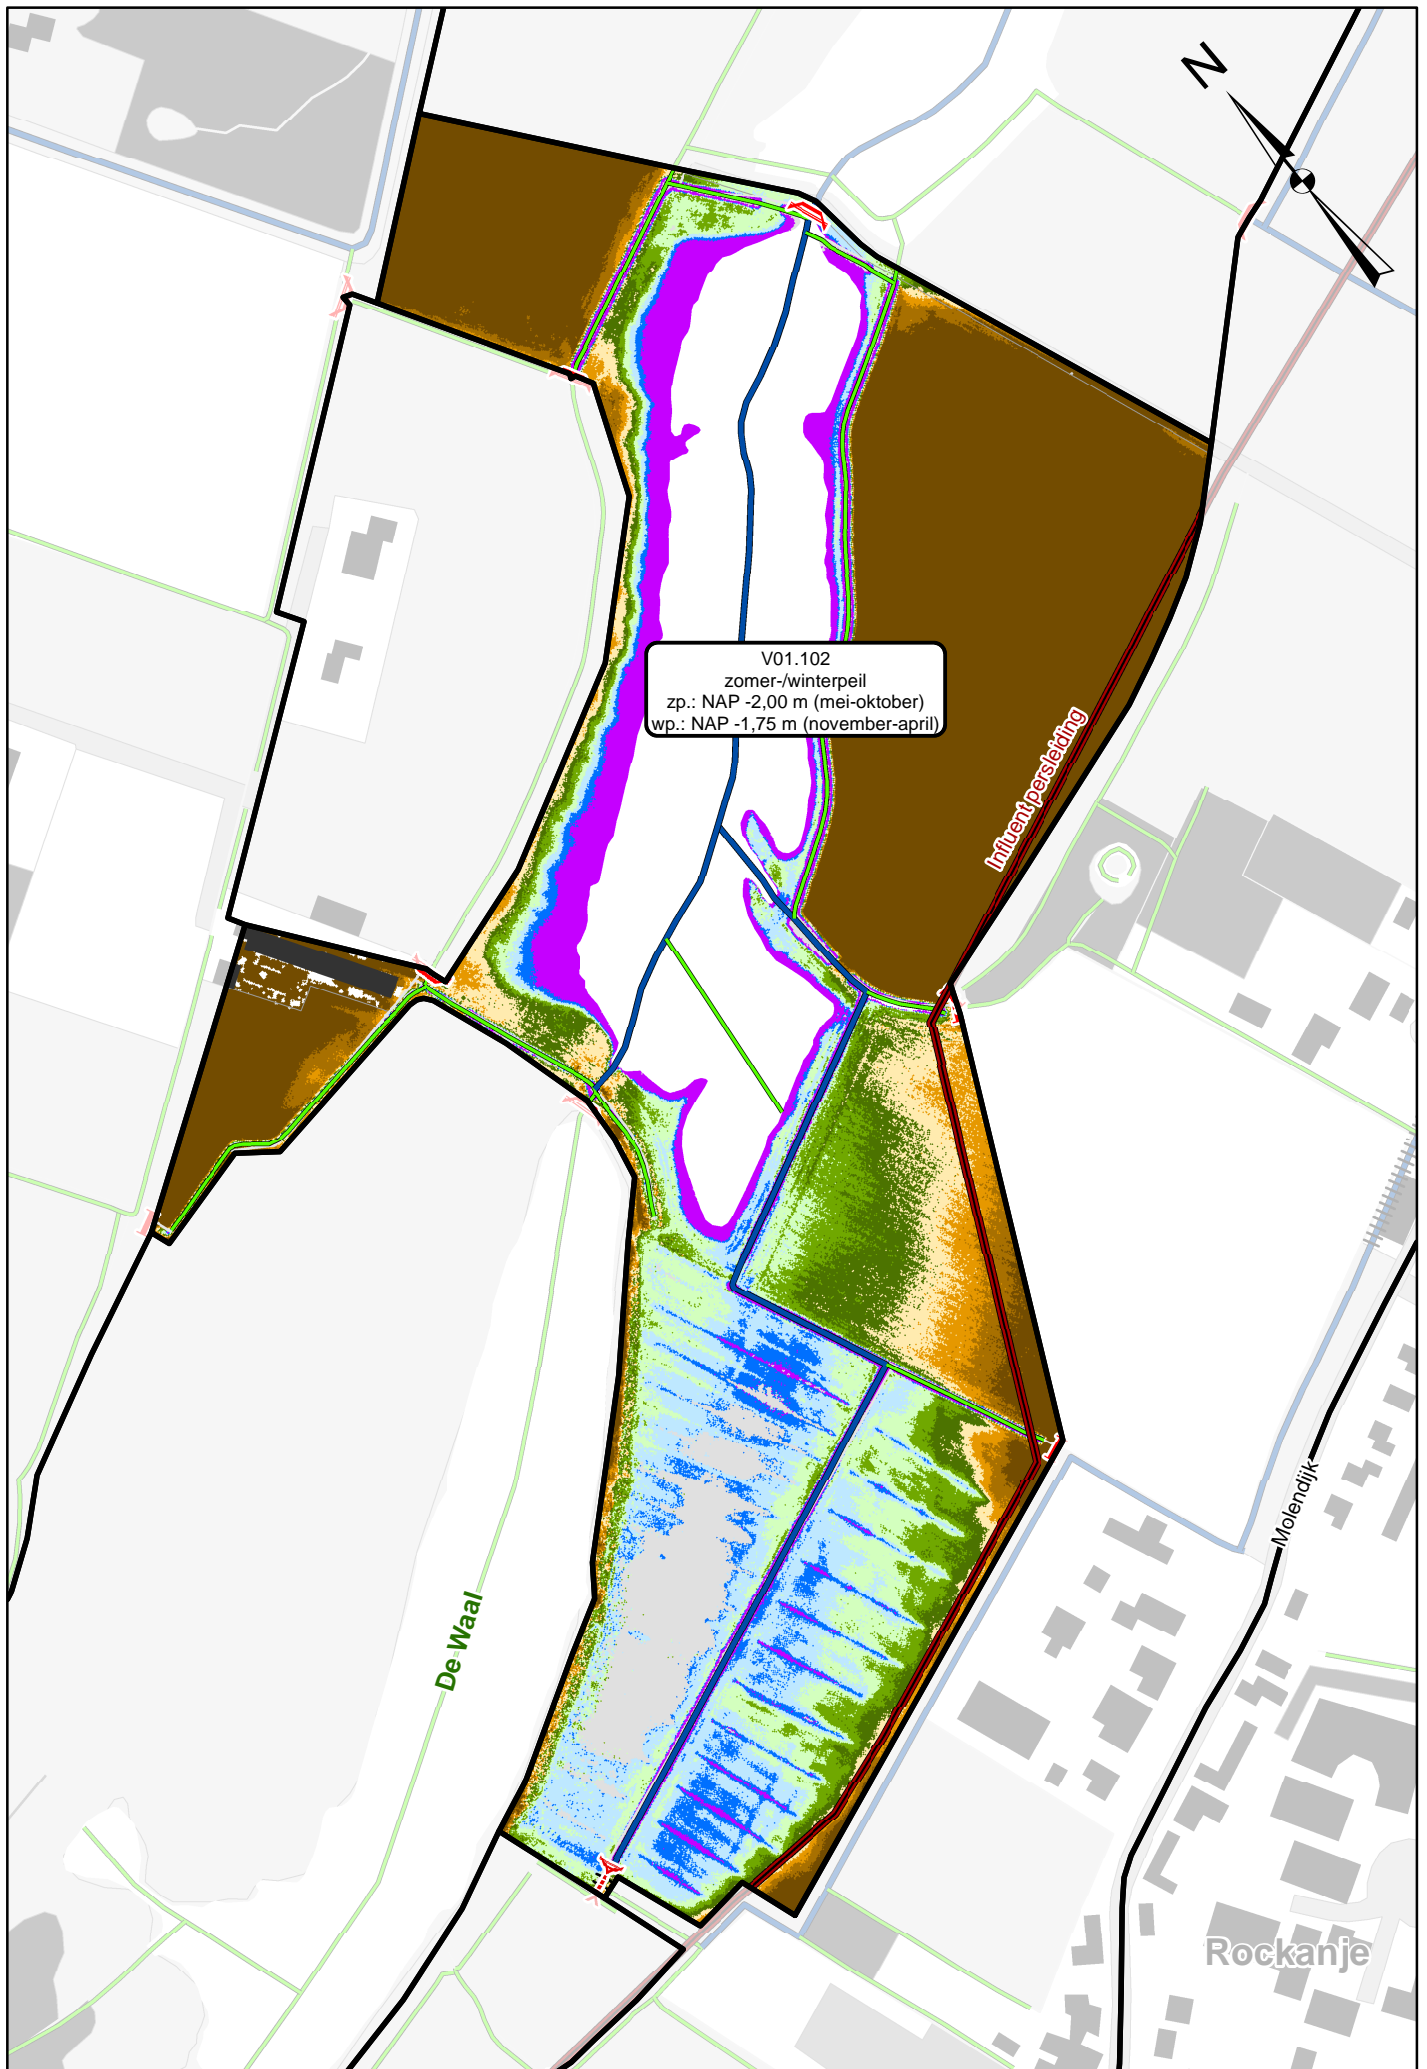 N
V01.102
zomer-/winterpeil
zp.: NAP -2,00 m (mei-oktober)
wp.: NAP -1,75 m (november-april)
Influent persleiding
Molendijk
De Waal
Rockanje